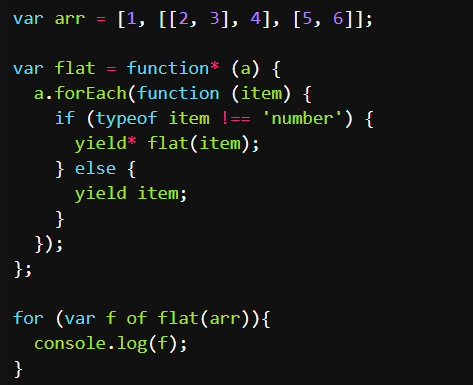 var arr = [1, [[2, 3], 4], [5, 6]];

var flat = function* (a) {
  a.forEach(function (item) {
    if (typeof item !== 'number') {
      yield* flat(item);
    } else {
      yield item;
    }
  });
};

for (var f of flat(arr)){
  console.log(f);
}